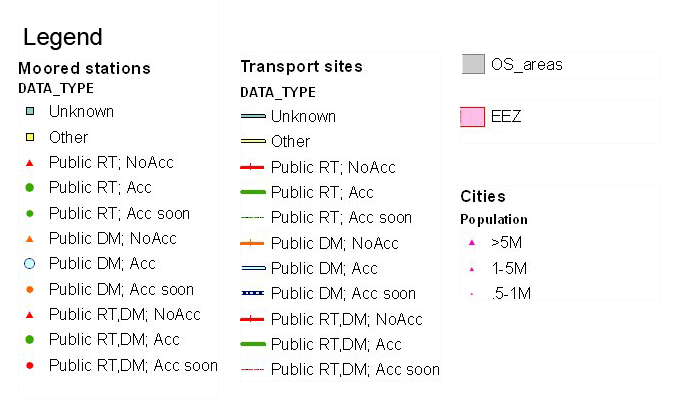 Legend
Moored stations
DATA_TYPE
Unknown
Other
Public RT; NoAcc
Public RT; Acc
Public RT; Acc soon
Public DM; NoAcc
Public DM; Acc
Public DM; Acc soon
Public RT,DM; NoAcc
Public RT,DM; Acc
Public RT,DM; Acc soon
Transport sites
DATA_TYPE
Unknown
Other
Public RT; NoAcc
Public RT; Acc
Public RT; Acc soon
Public DM; NoAcc
Public DM; Acc
Public DM; Acc soon
Public RT,DM; NoAcc
Public RT,DM; Acc
Public RT,DM; Acc soon
OS_areas
EEZ
Cities
Population
>5M
1-5M
.5-1M